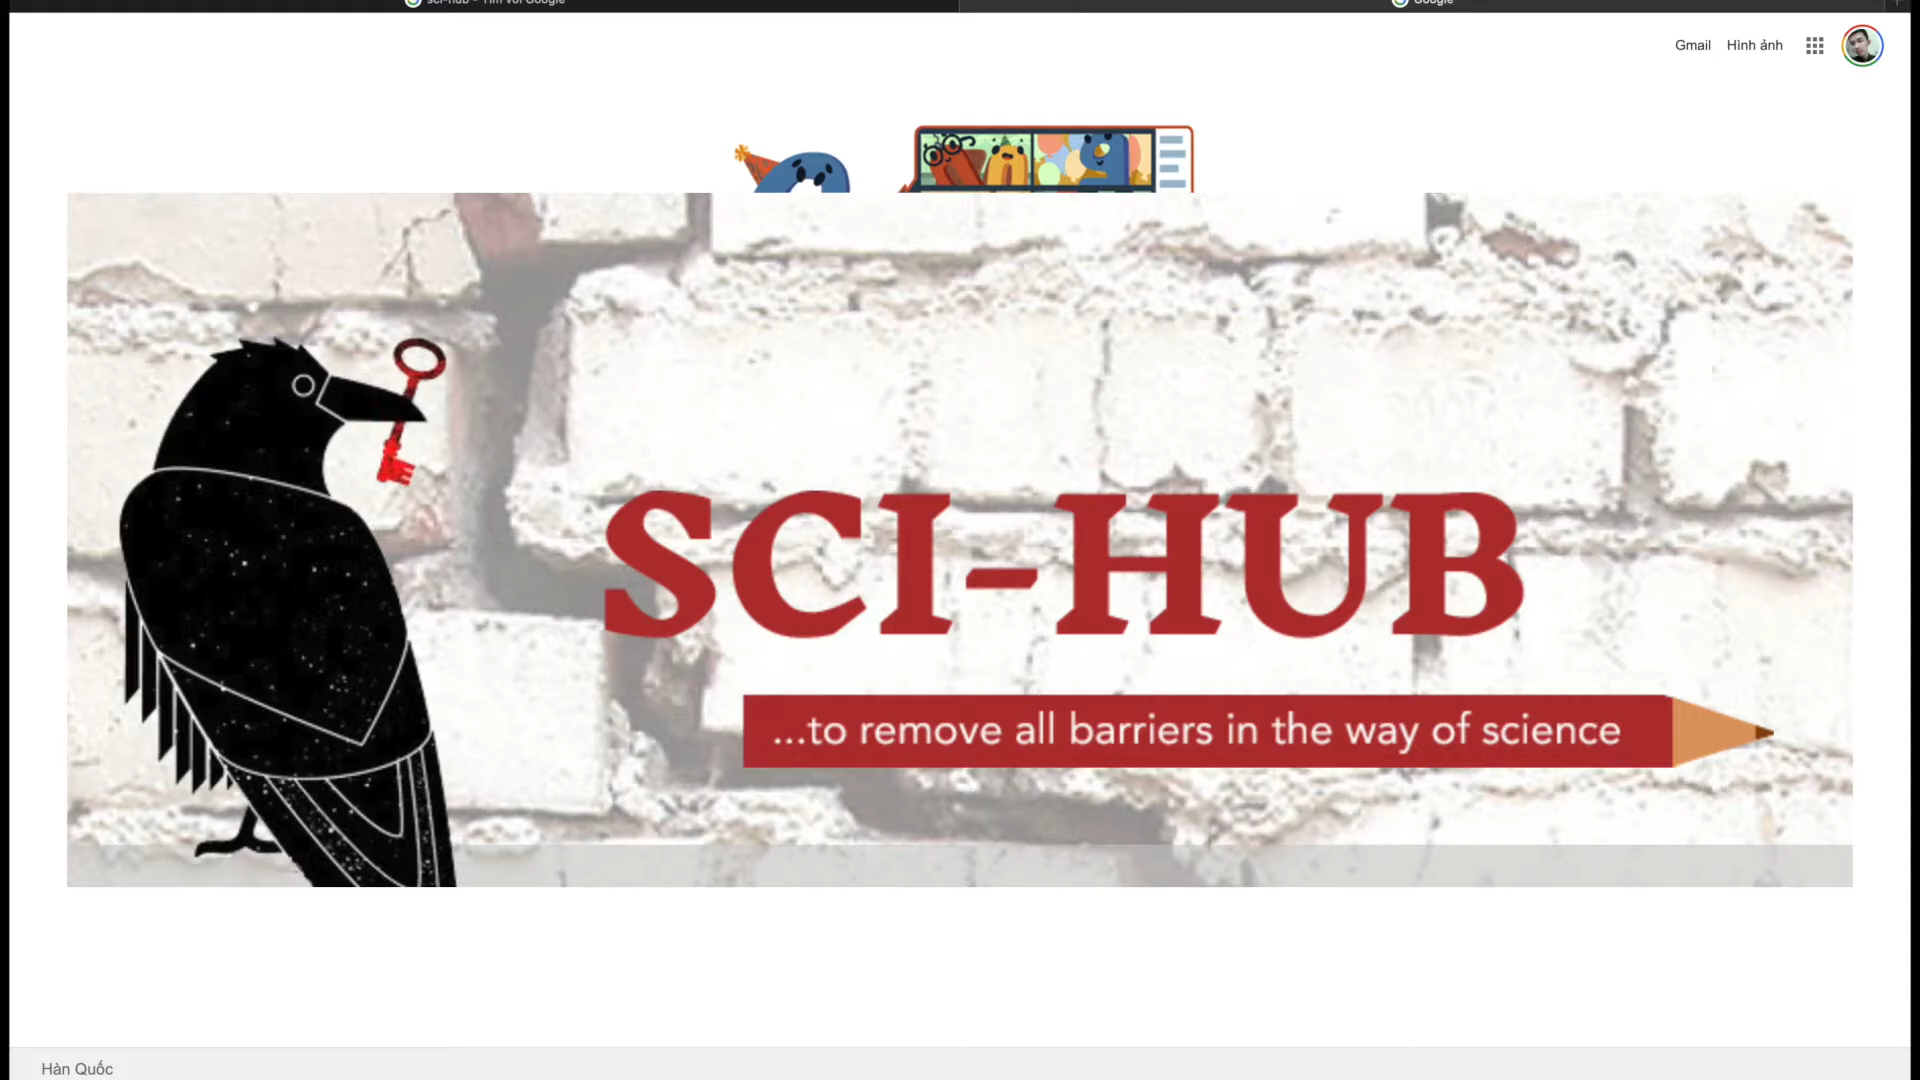 sci-hub - Tìm với Google
Google
Gmail
Hình ảnh
SCI-HUB
...to remove all barriers in the way of science
Hàn Quốc